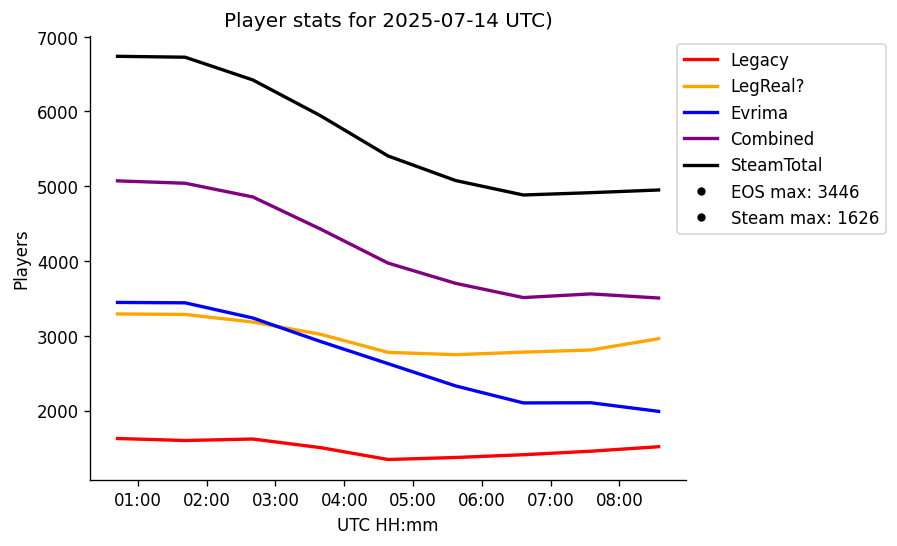 Player stats for 2025-07-14 UTC)
7000
6000
5000
4000
3000
2000
Players
01:00 02:00 03:00 04:00 05:00 06:00 07:00 08:00
UTC HH:mm
Legacy
LegReal?
Evrima
Combined
SteamTotal
EOS max: 3446
Steam max: 1626